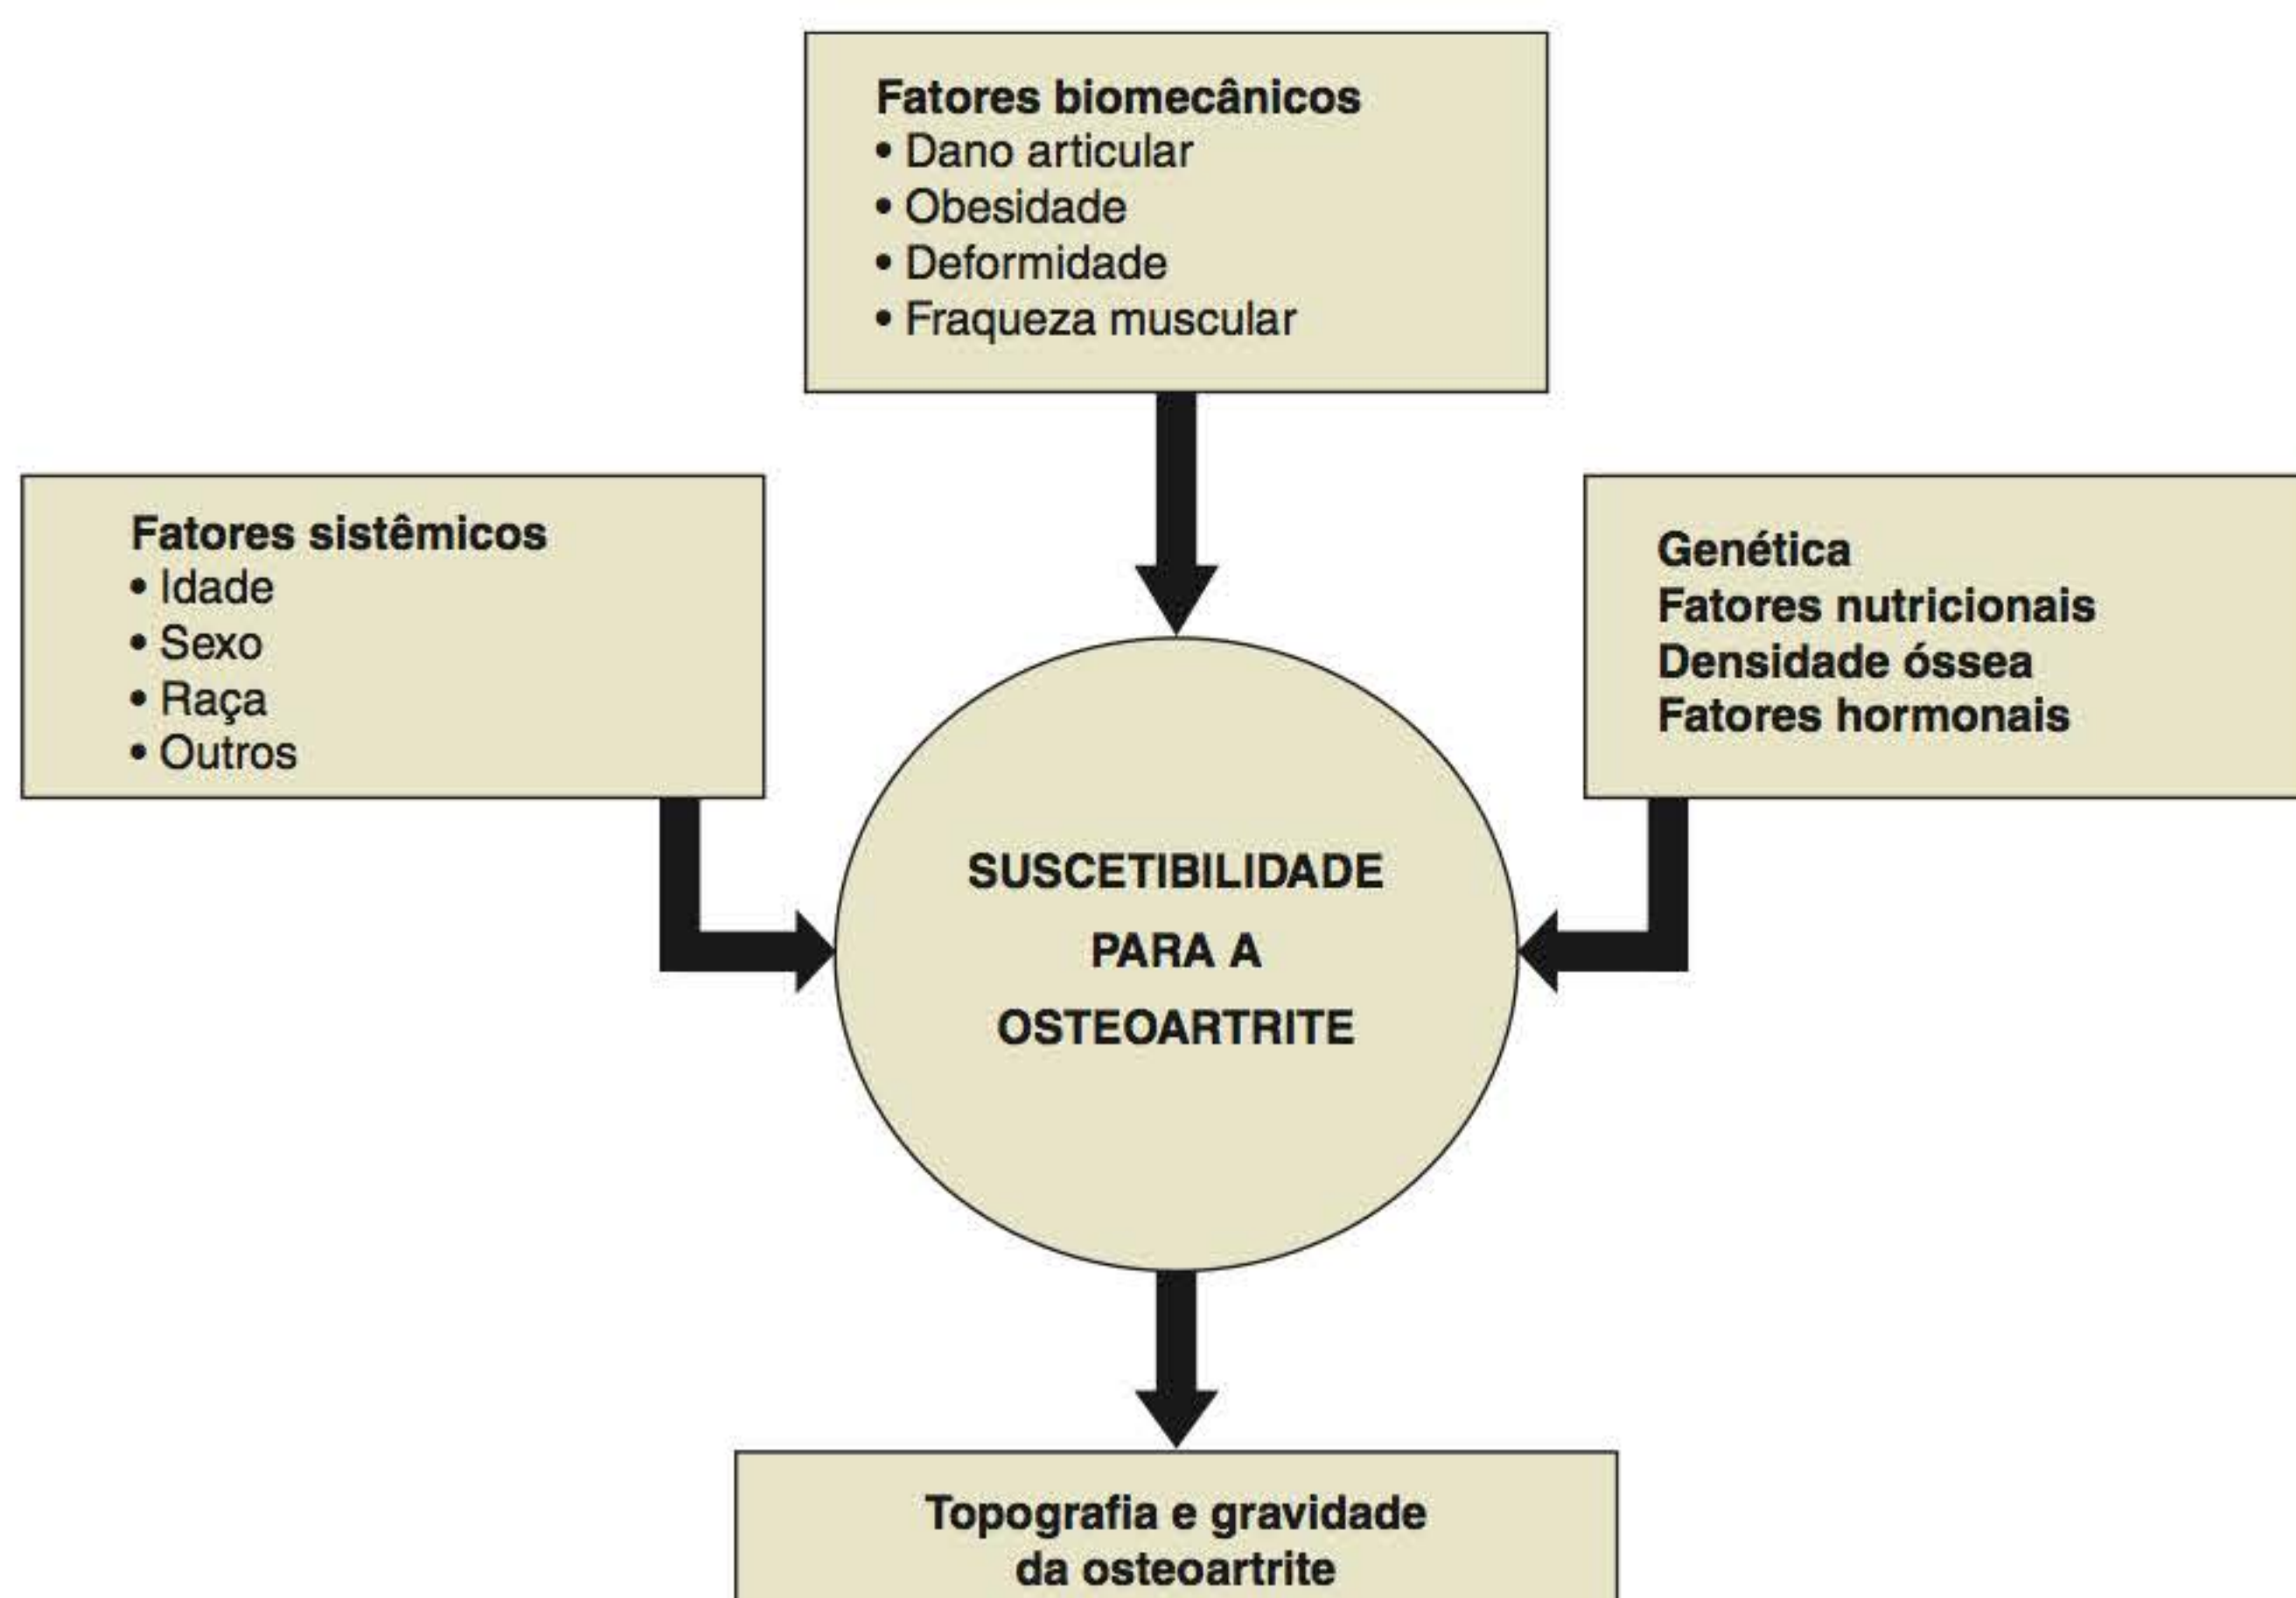 Fatores biomecânicos
• Dano articular
• Obesidade
• Deformidade
• Fraqueza muscular
Fatores sistêmicos
• Idade
• Sexo
• Raça
• Outros
Genética
Fatores nutricionais
Densidade óssea
Fatores hormonais
SUSCETIBILIDADE
PARA A
OSTEOARTRITE
Topografia e gravidade
da osteoartrite